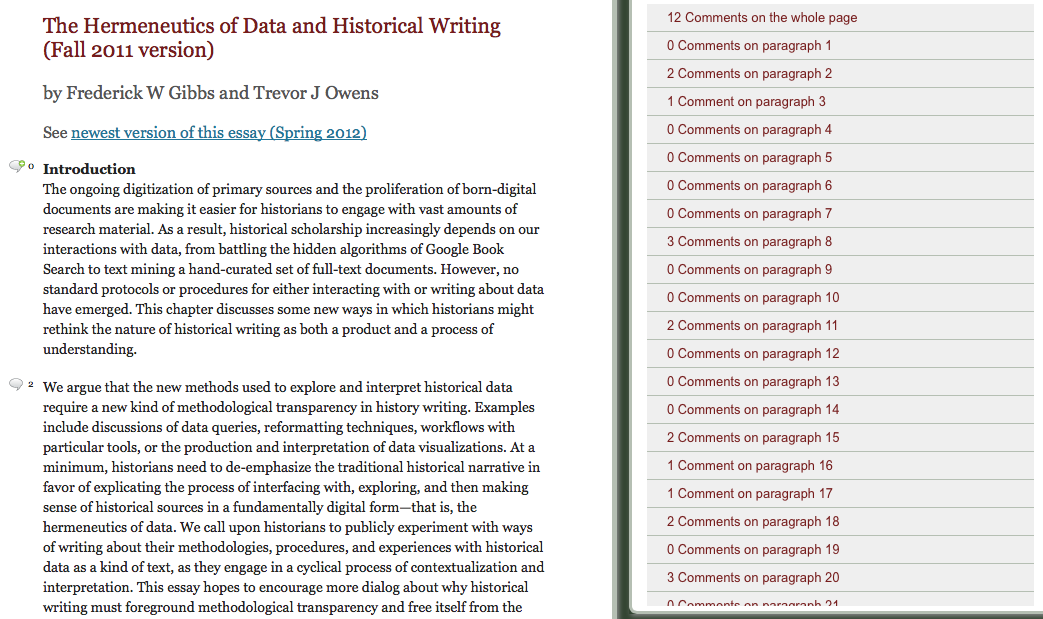 The Hermeneutics of Data and Historical Writing
(Fall 2011 version)
by Frederick W Gibbs and Trevor J Owens
See newest version of this essay (Spring 2012)
0 Introduction
The ongoing digitization of primary sources and the proliferation of born-digital
documents are making it easier for historians to engage with vast amounts of
research material. As a result, historical scholarship increasingly depends on our
interactions with data, from battling the hidden algorithms of Google Book
Search to text mining a hand-curated set of full-text documents. However, no
standard protocols or procedures for either interacting with or writing about data
have emerged. This chapter discusses some new ways in which historians might
rethink the nature of historical writing as both a product and a process of
understanding.
2 We argue that the new methods used to explore and interpret historical data
require a new kind of methodological transparency in history writing. Examples
include discussions of data queries, reformatting techniques, workflows with
particular tools, or the production and interpretation of data visualizations. At a
minimum, historians need to de-emphasize the traditional historical narrative in
favor of explicating the process of interfacing with, exploring, and then making
sense of historical sources in a fundamentally digital form—that is, the
hermeneutics of data. We call upon historians to publicly experiment with ways
of writing about their methodologies, procedures, and experiences with historical
data as a kind of text, as they engage in a cyclical process of contextualization and
interpretation. This essay hopes to encourage more dialog about why historical
writing must foreground methodological transparency and free itself from the
12 Comments on the whole page
0 Comments on paragraph 1
2 Comments on paragraph 2
1 Comment on paragraph 3
0 Comments on paragraph 4
0 Comments on paragraph 5
0 Comments on paragraph 6
0 Comments on paragraph 7
3 Comments on paragraph 8
0 Comments on paragraph 9
0 Comments on paragraph 10
2 Comments on paragraph 11
0 Comments on paragraph 12
0 Comments on paragraph 13
0 Comments on paragraph 14
2 Comments on paragraph 15
1 Comment on paragraph 16
1 Comment on paragraph 17
2 Comments on paragraph 18
0 Comments on paragraph 19
3 Comments on paragraph 20
0 Comments on paragraph 21